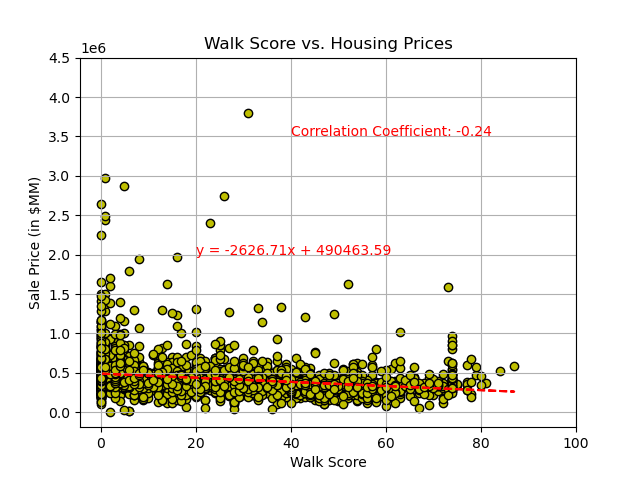 Walk Score vs. Housing Prices
1e6
4.5
4.0
Correlation Coefficient: -0.24
3.5
3.0
2.5
y = -2626.71x + 490463.59
2.0
1.5
1.0
0.5
0.0
Sale Price (in $MM)
0 20 40 60 80 100
Walk Score